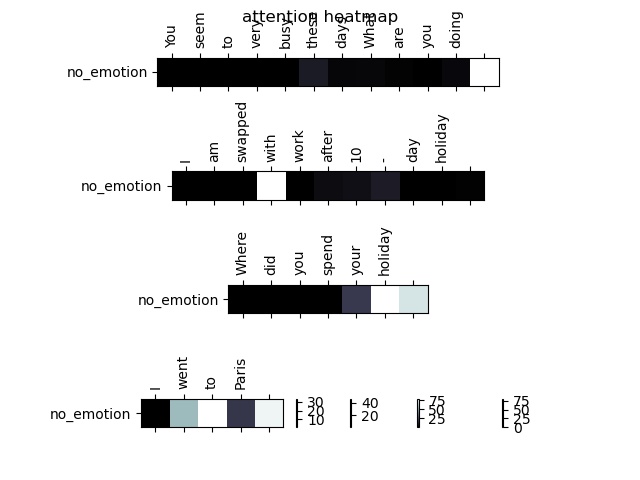 attention heatmap
You seem to very busy these days What are you doing
no_emotion
I am swapped with work after 10 - day holiday
no_emotion
Where did you spend your holiday
no_emotion
I went to Paris
no_emotion
30 20 10
40 20
75 50 25
75 50 25 0